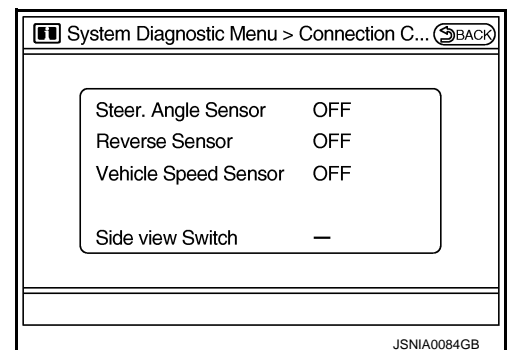 System Diagnostic Menu > Connection C... BACK
Steer. Angle Sensor OFF
Reverse Sensor OFF
Vehicle Speed Sensor OFF
Side view Switch —
JSNIA0084GB